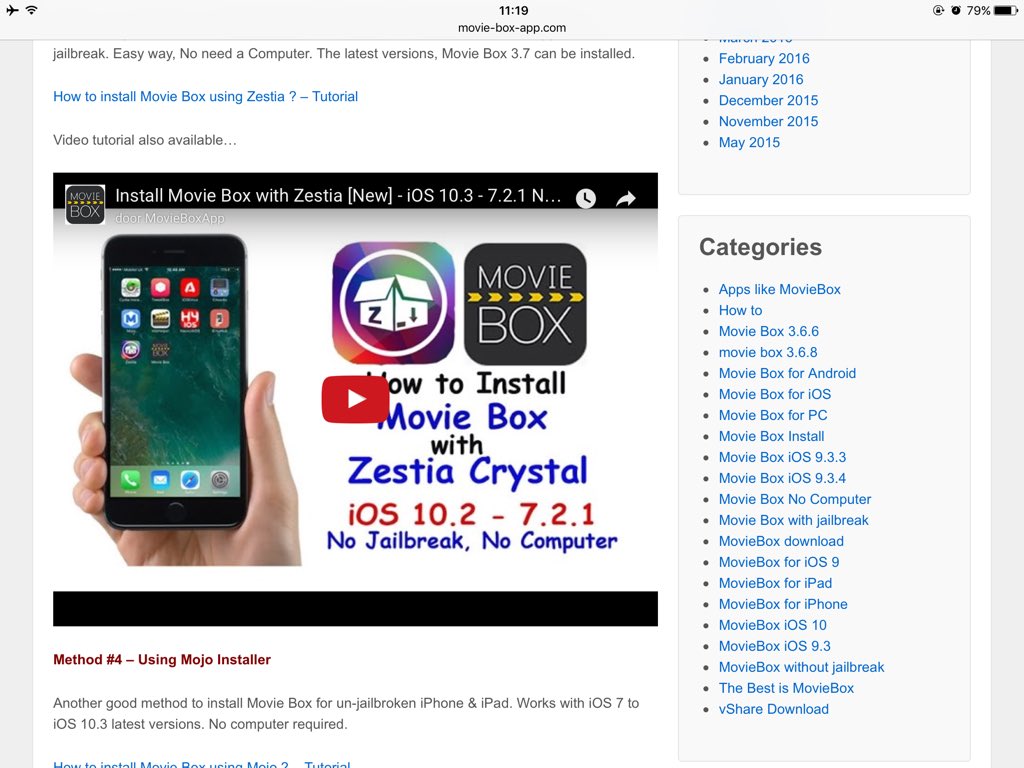 11:19
79%
movie-box-app.com
jailbreak. Easy way, No need a Computer. The latest versions, Movie Box 3.7 can be installed.
How to install Movie Box using Zestia ? – Tutorial
Video tutorial also available…
MOVIE
BOX
Install Movie Box with Zestia [New] - iOS 10.3 - 7.2.1 N…
door MovieBoxApp
MOVIE
BOX
Z
How to Install
Movie Box
with
Zestia Crystal
iOS 10.2 - 7.2.1
No Jailbreak, No Computer
Method #4 – Using Mojo Installer
Another good method to install Movie Box for un-jailbroken iPhone & iPad. Works with iOS 7 to
iOS 10.3 latest versions. No computer required.
How to install Movie Box using Mojo ? – Tutorial
March 2016
February 2016
January 2016
December 2015
November 2015
May 2015
Categories
Apps like MovieBox
How to
Movie Box 3.6.6
movie box 3.6.8
Movie Box for Android
Movie Box for iOS
Movie Box for PC
Movie Box Install
Movie Box iOS 9.3.3
Movie Box iOS 9.3.4
Movie Box No Computer
Movie Box with jailbreak
MovieBox download
MovieBox for iOS 9
MovieBox for iPad
MovieBox for iPhone
MovieBox iOS 10
MovieBox iOS 9.3
MovieBox without jailbreak
The Best is MovieBox
vShare Download